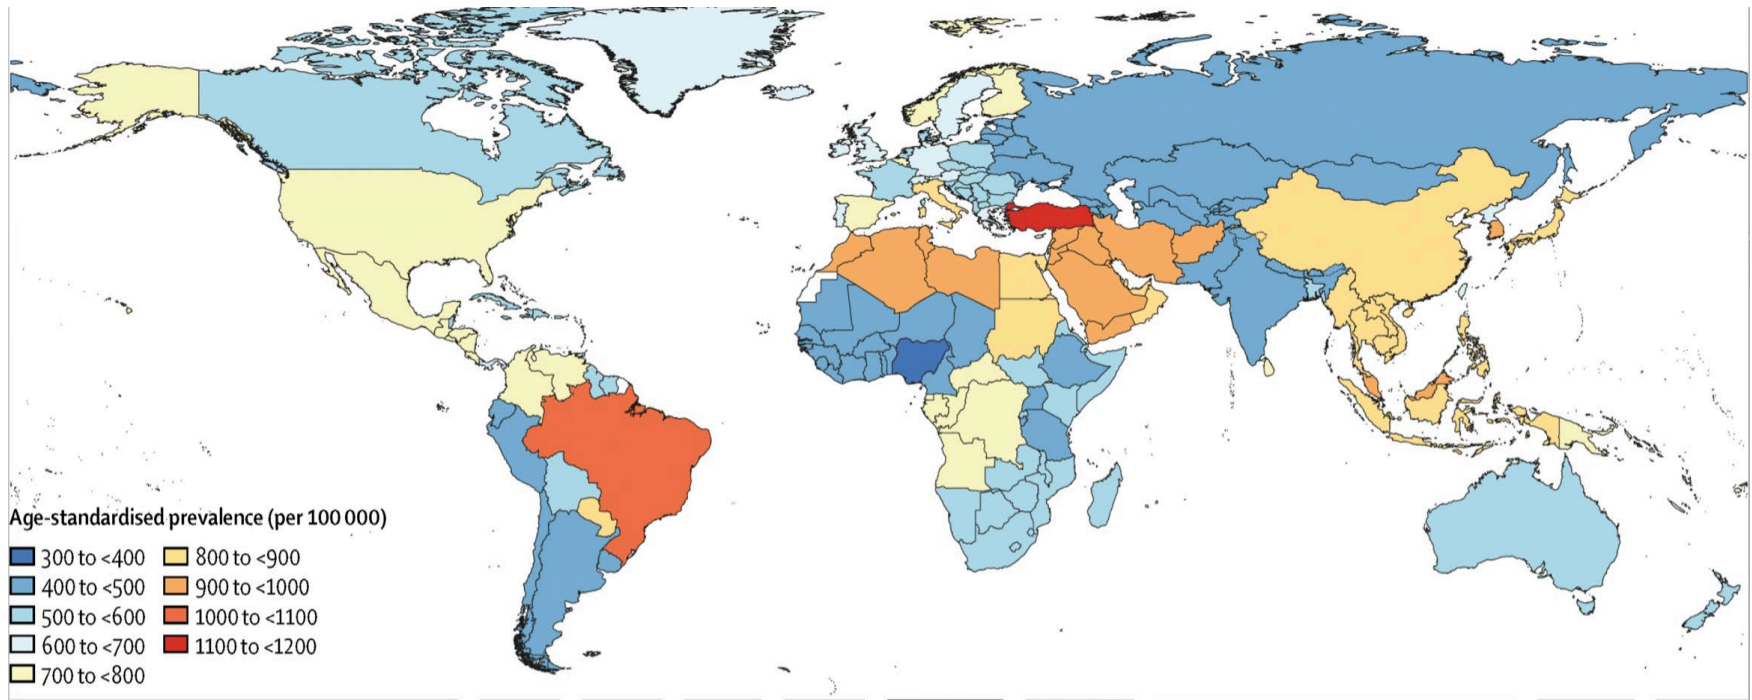 Age-standardised prevalence (per 100 000)
300 to <400
400 to <500
500 to <600
600 to <700
700 to <800
800 to <900
900 to <1000
1000 to <1100
1100 to <1200